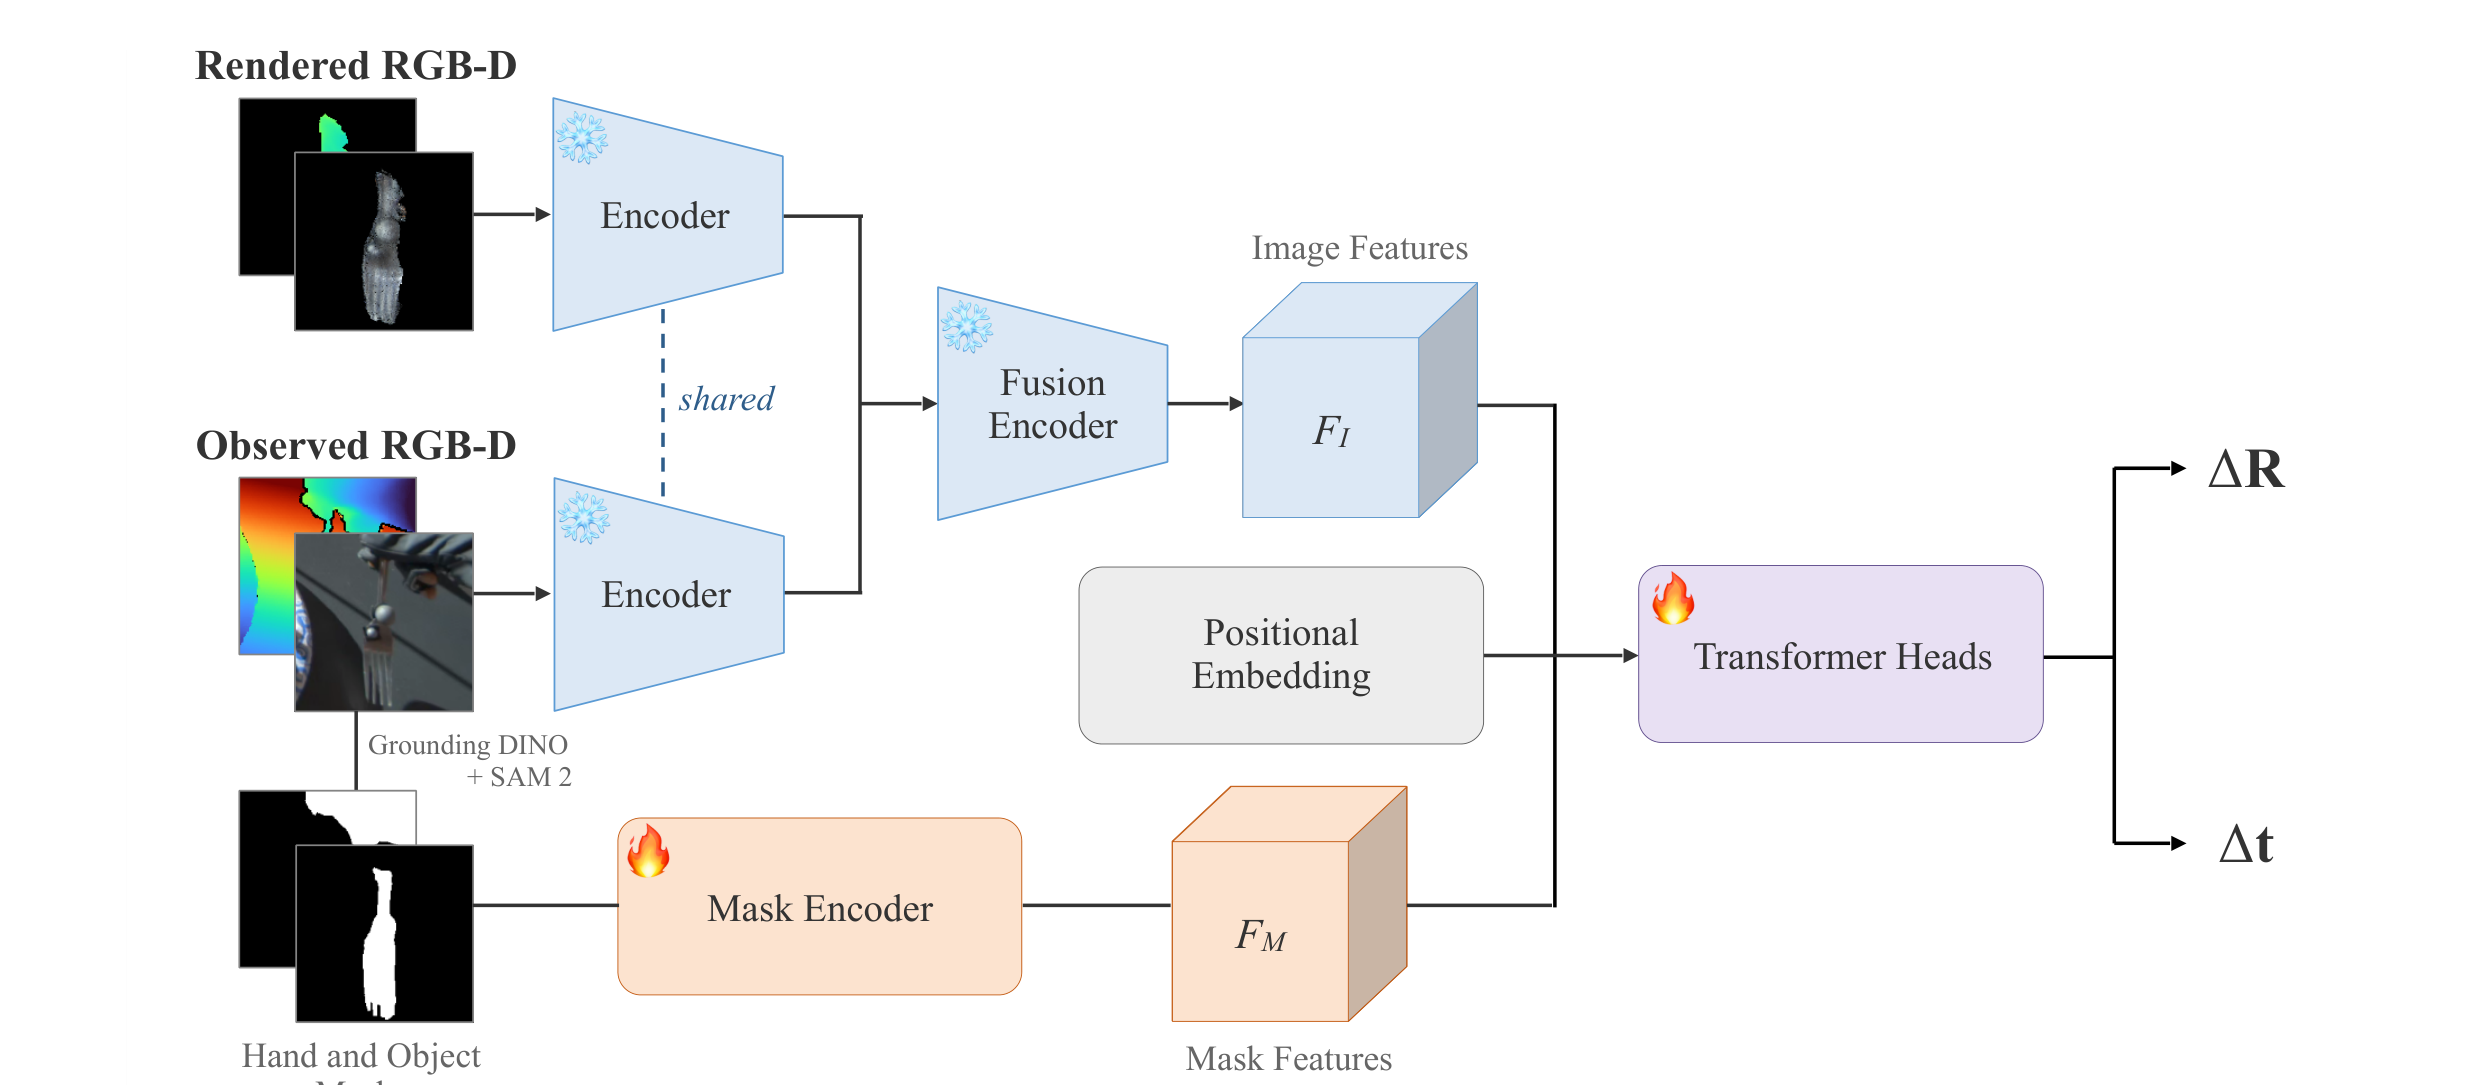 Rendered RGB-D
Encoder
Image Features
shared
Fusion
Encoder
F_I
Observed RGB-D
Encoder
ΔR
Positional
Embedding
Transformer Heads
Grounding DINO
+ SAM 2
Δt
Mask Encoder
F_M
Hand and Object
Mask Features